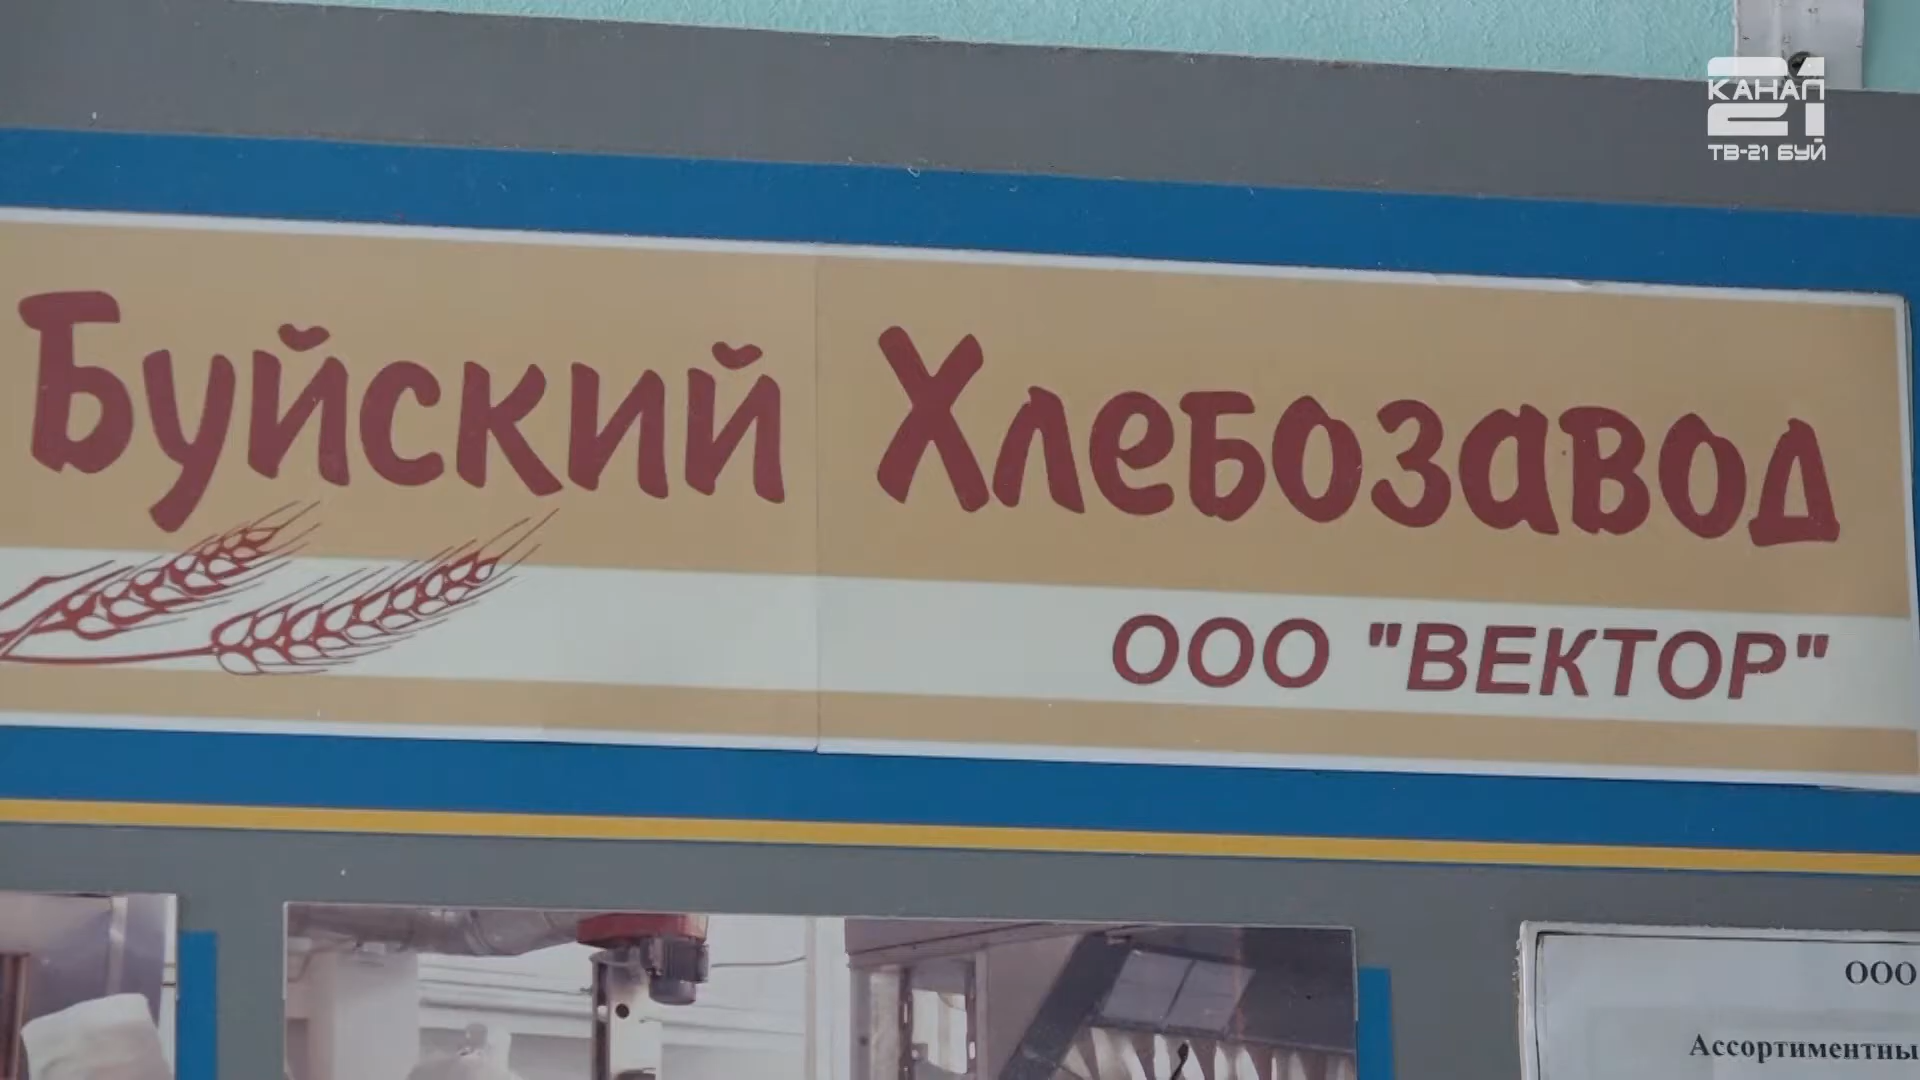 КАНАЛ
21
ТВ-21 БУЙ
Буйский Хлебозавод
ООО "ВЕКТОР"
ООО
Ассортиментны